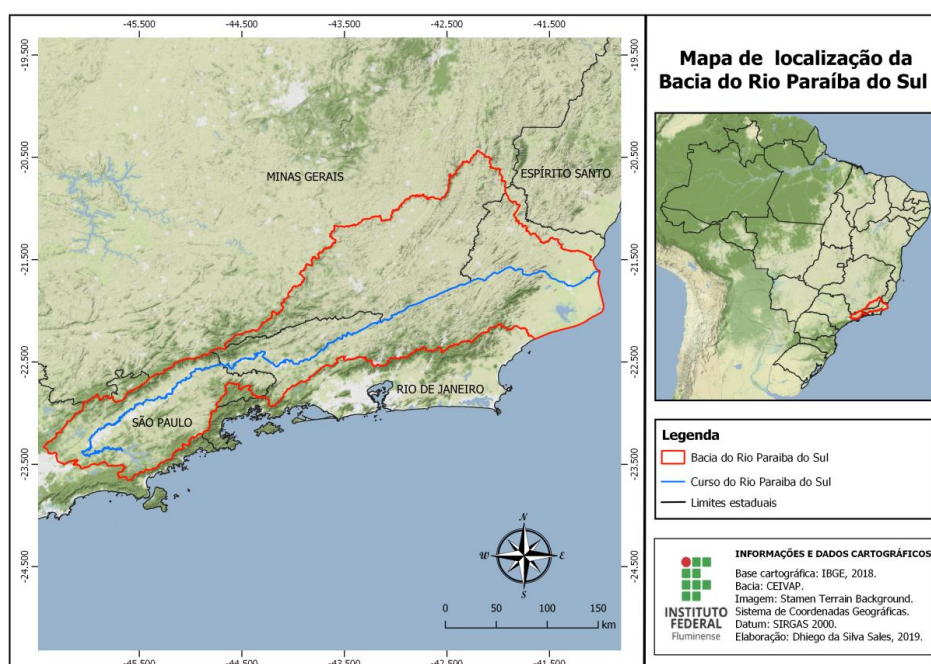 -45.500
-44.500
-43.500
-42.500
-41.500
-19.500
-19.500
-20.500
-20.500
-21.500
-21.500
-22.500
-22.500
-23.500
-23.500
-24.500
-24.500
MINAS GERAIS
ESPÍRITO SANTO
RIO DE JANEIRO
SÃO PAULO
N
W
E
S
0 50 100 150
km
-45.500
-44.500
-43.500
-42.500
-41.500
Mapa de localização da
Bacia do Rio Paraíba do Sul
Legenda
Bacia do Rio Paraiba do Sul
Curso do Rio Paraiba do Sul
Limites estaduais
INSTITUTO
FEDERAL
Fluminense
INFORMAÇÕES E DADOS CARTOGRÁFICOS
Base cartográfica: IBGE, 2018.
Bacia: CEIVAP.
Imagem: Stamen Terrain Background.
Sistema de Coordenadas Geográficas.
Datum: SIRGAS 2000.
Elaboração: Dhiego da Silva Sales, 2019.